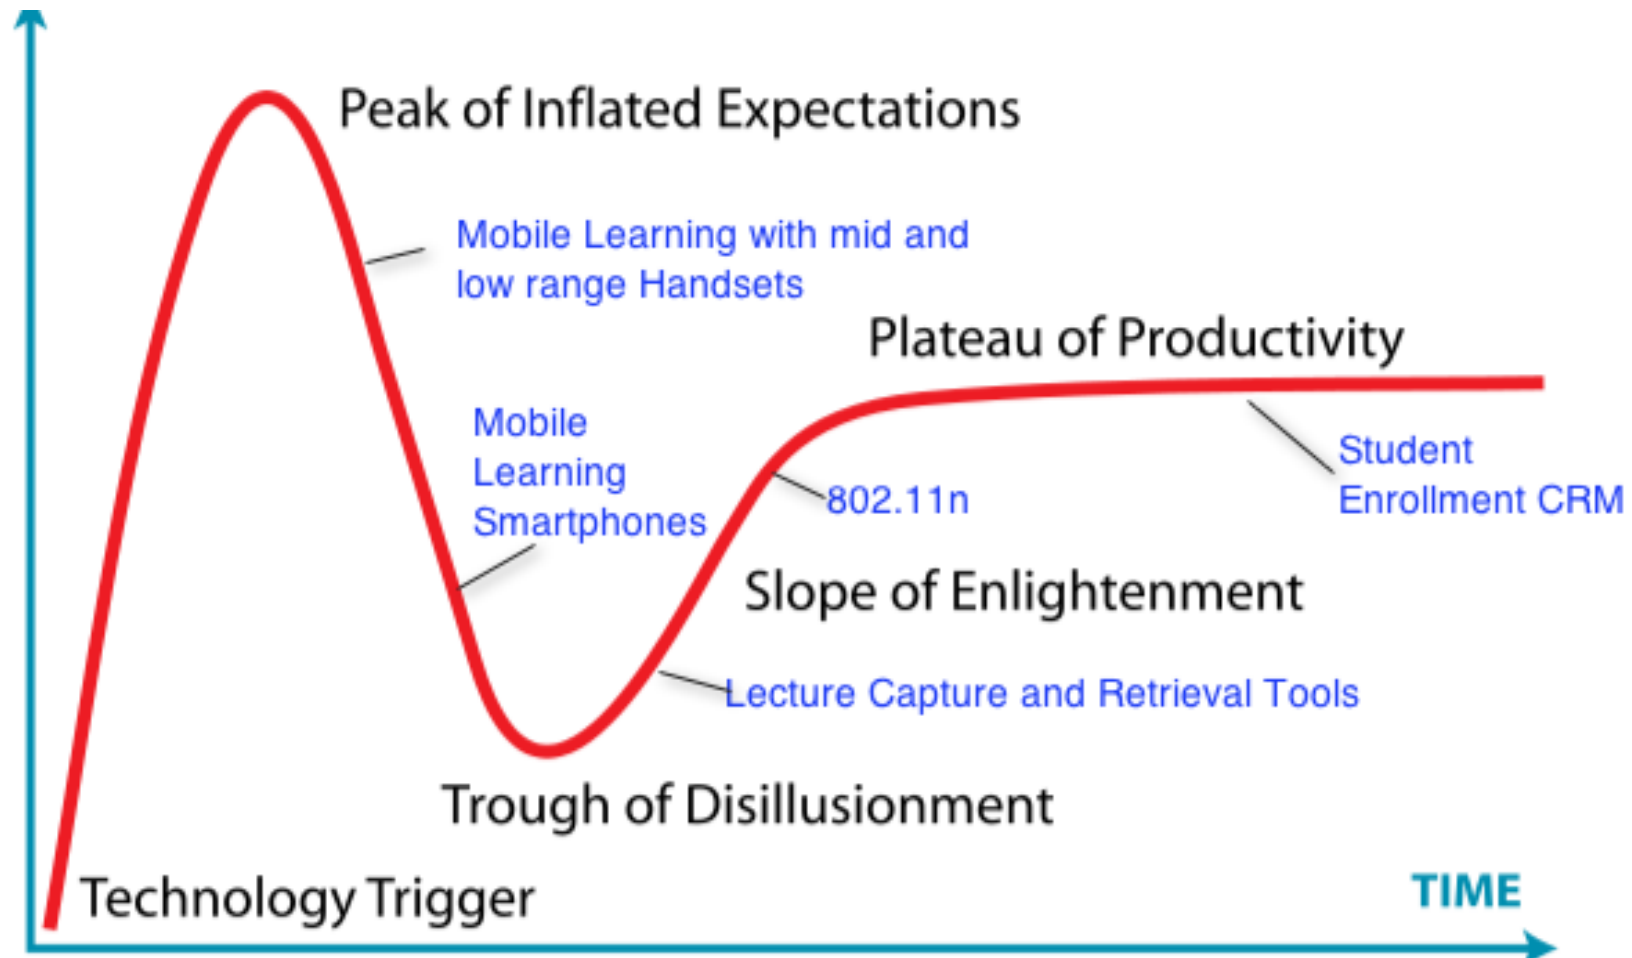 Peak of Inflated Expectations
Mobile Learning with mid and
low range Handsets
Plateau of Productivity
Mobile
Learning
Smartphones
Student
Enrollment CRM
802.11n
Slope of Enlightenment
Lecture Capture and Retrieval Tools
Trough of Disillusionment
Technology Trigger
TIME